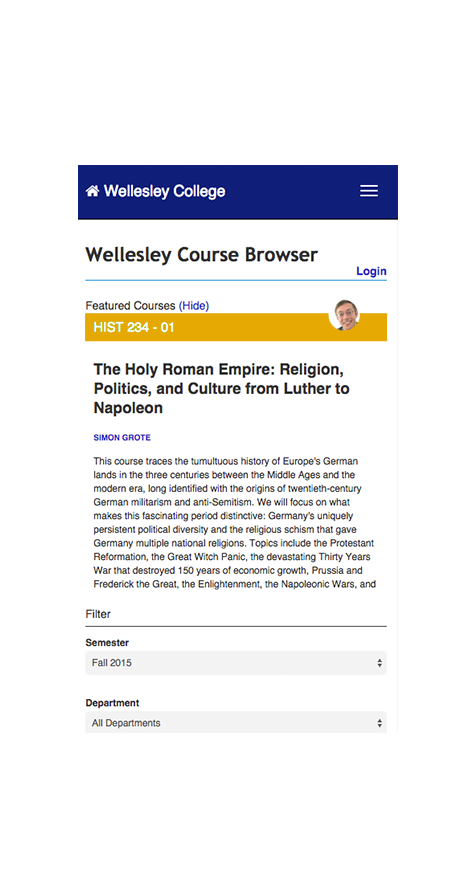 Wellesley College
Wellesley Course Browser
Login
Featured Courses (Hide)
HIST 234 - 01
The Holy Roman Empire: Religion,
Politics, and Culture from Luther to
Napoleon
SIMON GROTE
This course traces the tumultuous history of Europe's German
lands in the three centuries between the Middle Ages and the
modern era, long identified with the origins of twentieth-century
German militarism and anti-Semitism. We will focus on what
makes this fascinating period distinctive: Germany's uniquely
persistent political diversity and the religious schism that gave
Germany multiple national religions. Topics include the Protestant
Reformation, the Great Witch Panic, the devastating Thirty Years
War that destroyed 150 years of economic growth, Prussia and
Frederick the Great, the Enlightenment, the Napoleonic Wars, and
Filter
Semester
Fall 2015
Department
All Departments